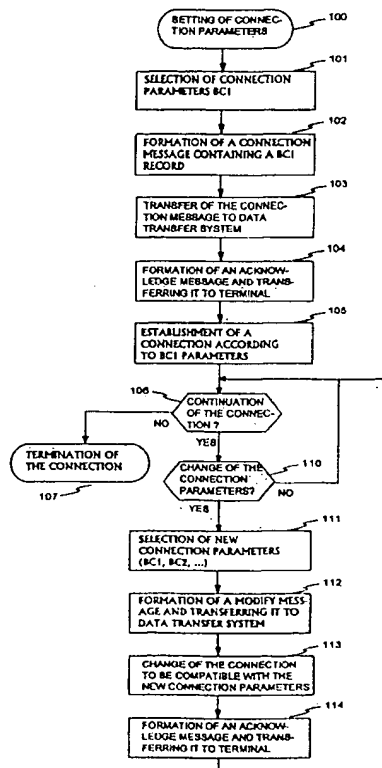 100
SETTING OF CONNECTION
PARAMETERS
101
SELECTION OF CONNECTION
PARAMETERS BC1
102
FORMATION OF A CONNECTION
MESSAGE CONTAINING A BC1
RECORD
103
TRANSFER OF THE CONNEC-
TION MESSAGE TO DATA
TRANSFER SYSTEM
104
FORMATION OF AN ACKNOW-
LEDGE MESSAGE AND TRANS-
FERRING IT TO TERMINAL
105
ESTABLISHMENT OF A
CONNECTION ACCORDING
TO BC1 PARAMETERS
106
CONTINUATION
OF THE CONNEC-
TION ?
NO
YES
TERMINATION OF
THE CONNECTION
107
110
CHANGE OF THE
CONNECTION
PARAMETERS?
NO
YES
111
SELECTION OF NEW
CONNECTION PARAMETERS
(BC1, BC2, ...)
112
FORMATION OF A MODIFY MESS-
AGE AND TRANSFERRING IT TO
DATA TRANSFER SYSTEM
113
CHANGE OF THE CONNECTION
TO BE COMPATIBLE WITH THE
NEW CONNECTION PARAMETERS
114
FORMATION OF AN ACKNOW-
LEDGE MESSAGE AND TRANS-
FERRING IT TO TERMINAL